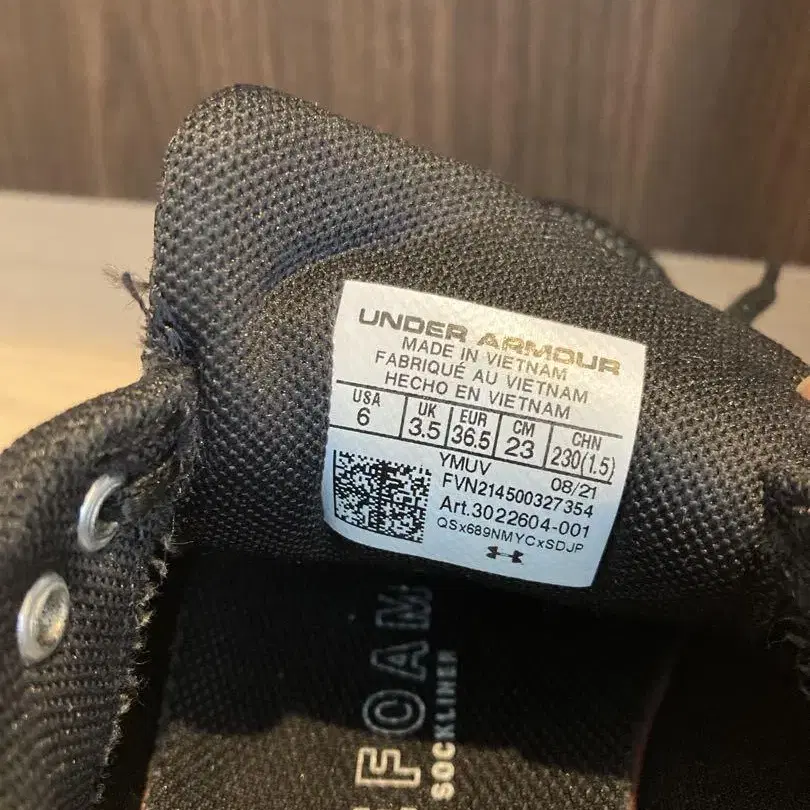 UNDER ARMOUR
MADE IN VIETNAM
FABRIQUÉ AU VIETNAM
HECHO EN VIETNAM
USA UK EUR CM CHN
6 3.5 36.5 23 230(1.5)
YMUV 08/21
FVN214500327354
Art.3022604-001
QSx689NMYCxSDJP
FOAM
SOCKLINER